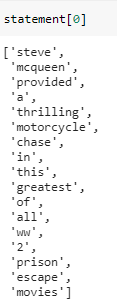 statement[0]
['steve',
 'mcqueen',
 'provided',
 'a',
 'thrilling',
 'motorcycle',
 'chase',
 'in',
 'this',
 'greatest',
 'of',
 'all',
 'ww',
 '2',
 'prison',
 'escape',
 'movies']